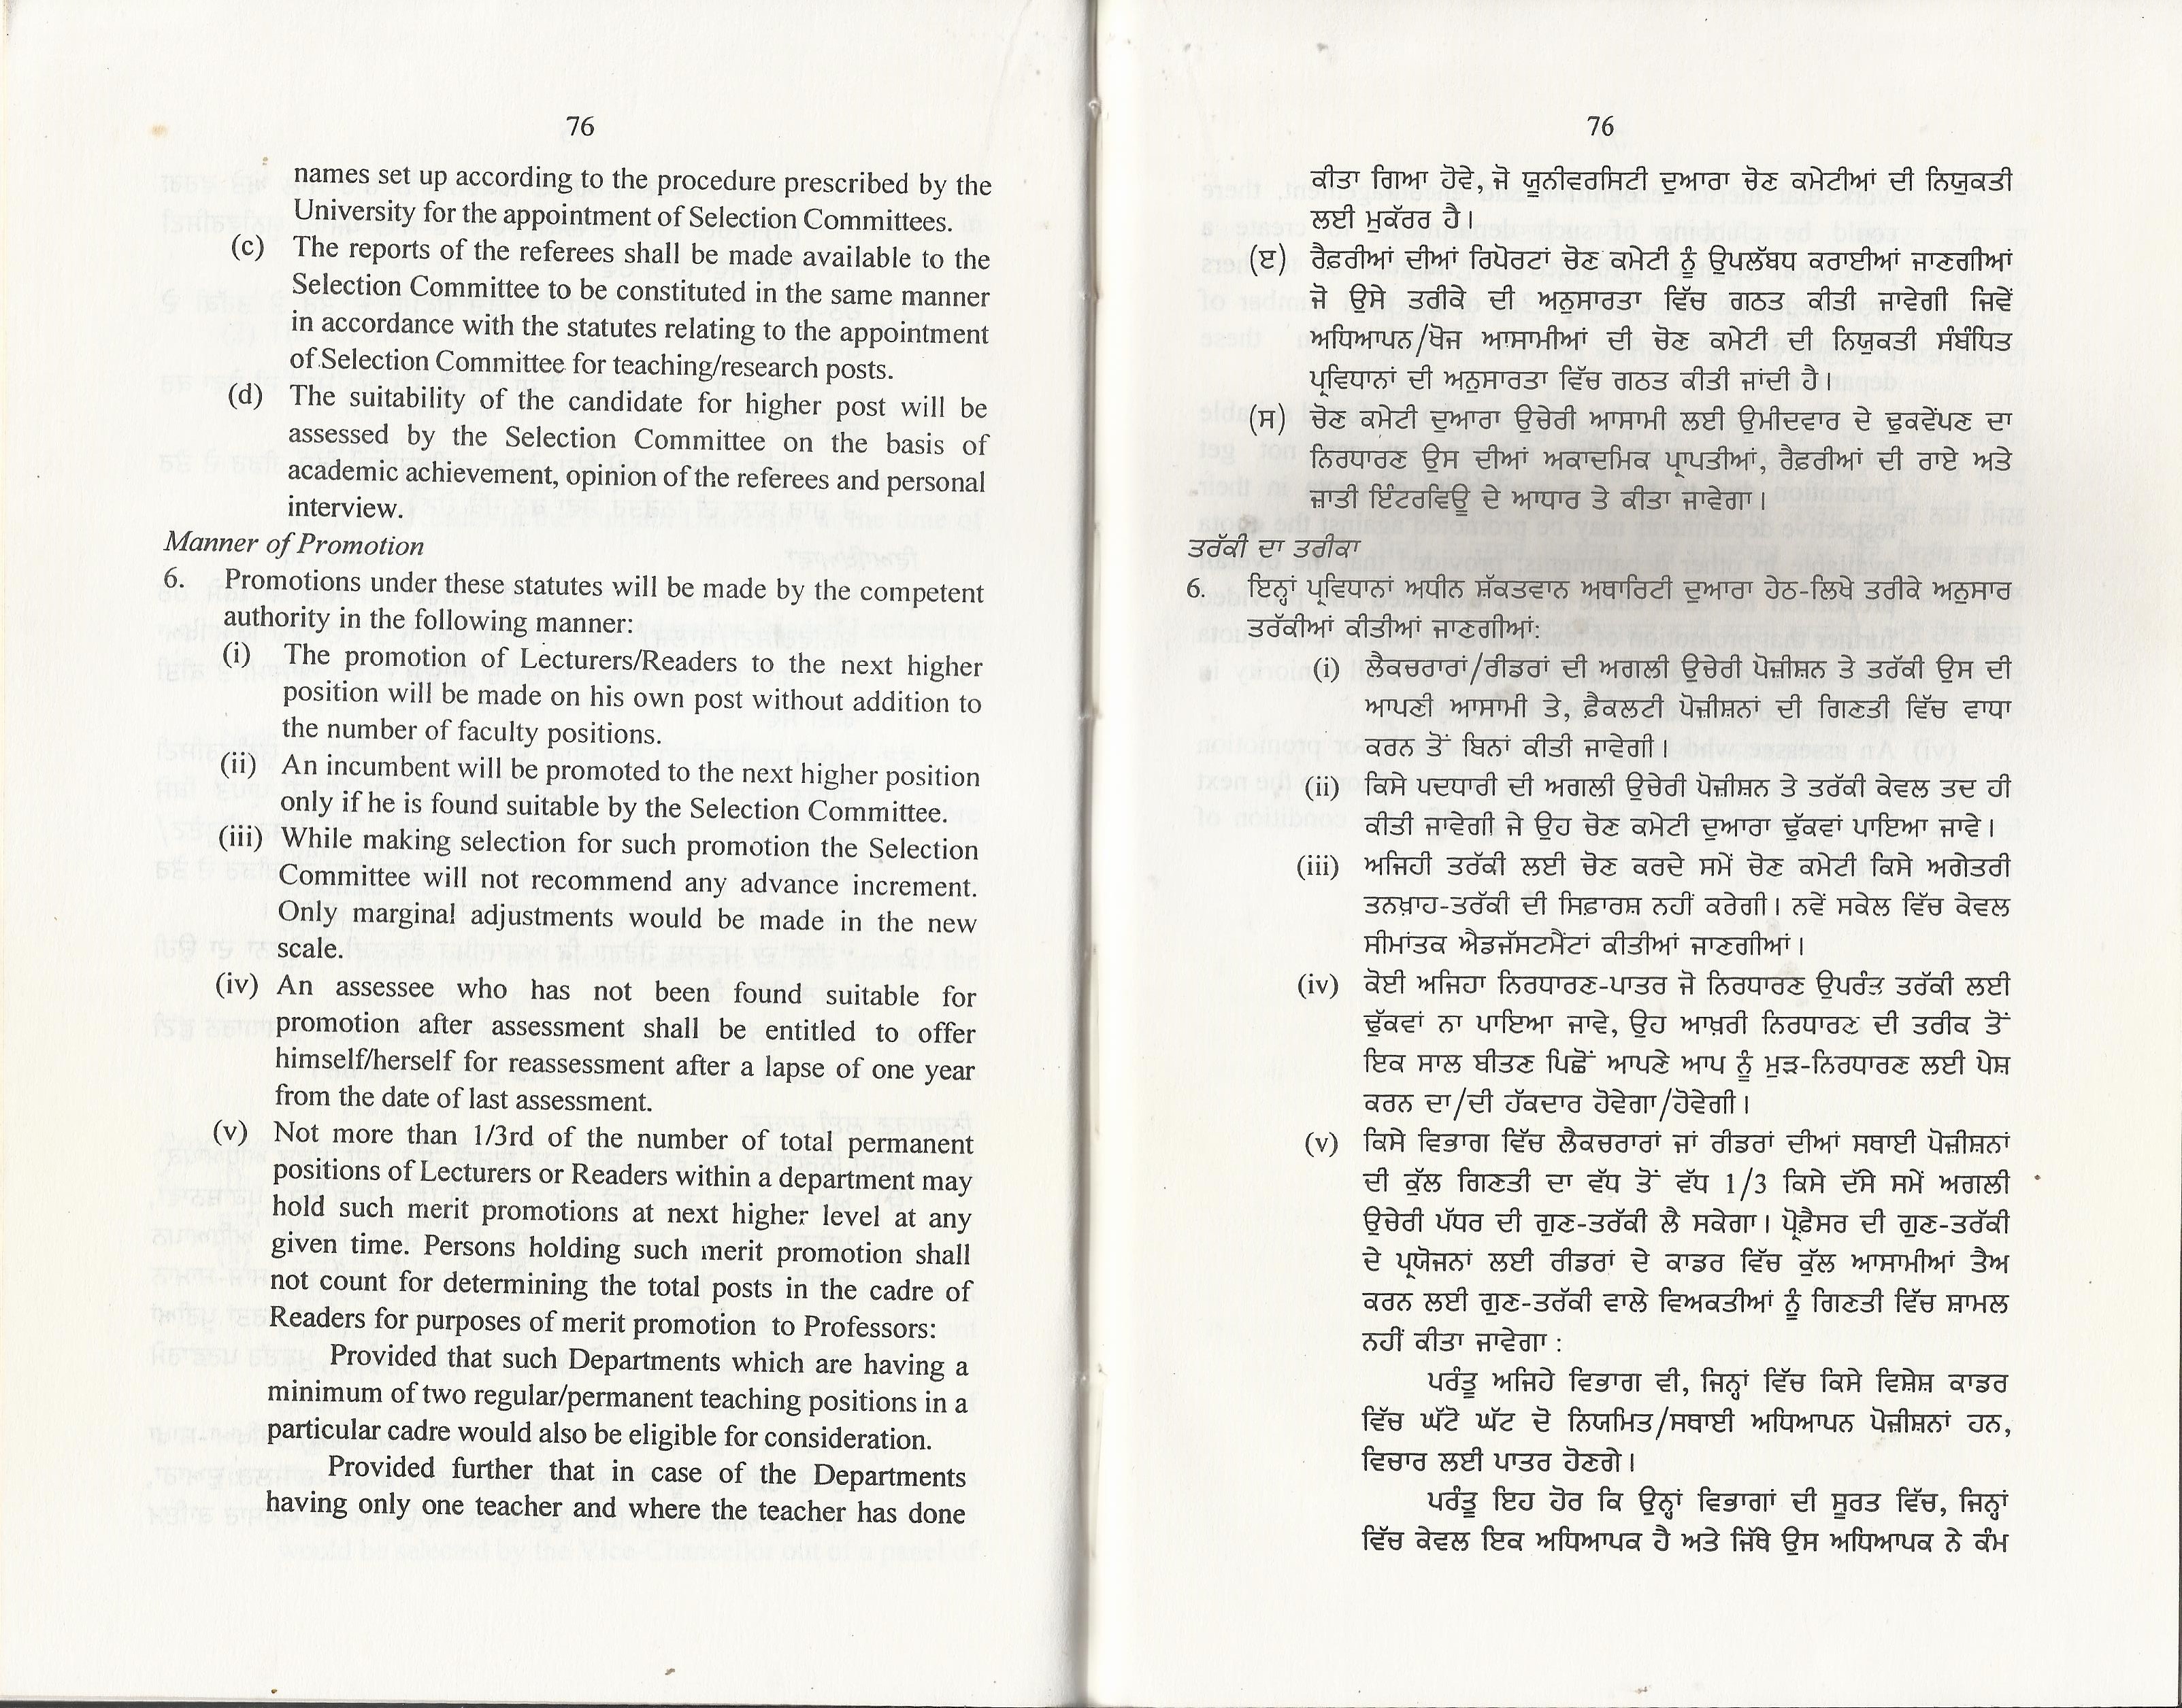 76
names set up according to the procedure prescribed by the
University for the appointment of Selection Committees.
(c) The reports of the referees shall be made available to the
Selection Committee to be constituted in the same manner
in accordance with the statutes relating to the appointment
of Selection Committee for teaching/research posts.
(d) The suitability of the candidate for higher post will be
assessed by the Selection Committee on the basis of
academic achievement, opinion of the referees and personal
interview.
Manner of Promotion
6. Promotions under these statutes will be made by the competent
authority in the following manner:
(i) The promotion of Lecturers/Readers to the next higher
position will be made on his own post without addition to
the number of faculty positions.
(ii) An incumbent will be promoted to the next higher position
only if he is found suitable by the Selection Committee.
(iii) While making selection for such promotion the Selection
Committee will not recommend any advance increment.
Only marginal adjustments would be made in the new
scale.
(iv) An assessee who has not been found suitable for
promotion after assessment shall be entitled to offer
himself/herself for reassessment after a lapse of one year
from the date of last assessment.
(v) Not more than 1/3rd of the number of total permanent
positions of Lecturers or Readers within a department may
hold such merit promotions at next higher level at any
given time. Persons holding such merit promotion shall
not count for determining the total posts in the cadre of
Readers for purposes of merit promotion to Professors:
Provided that such Departments which are having a
minimum of two regular/permanent teaching positions in a
particular cadre would also be eligible for consideration.
Provided further that in case of the Departments
having only one teacher and where the teacher has done
76
ਕੀਤਾ ਗਿਆ ਹੋਵੇ, ਜੋ ਯੂਨੀਵਰਸਿਟੀ ਦੁਆਰਾ ਚੋਣ ਕਮੇਟੀਆਂ ਦੀ ਨਿਯੁਕਤੀ
ਲਈ ਮੁਕੱਰਰ ਹੈ।
(ੲ) ਰੈਫ਼ਰੀਆਂ ਦੀਆਂ ਰਿਪੋਰਟਾਂ ਚੋਣ ਕਮੇਟੀ ਨੂੰ ਉਪਲੱਬਧ ਕਰਾਈਆਂ ਜਾਣਗੀਆਂ
ਜੋ ਉਸੇ ਤਰੀਕੇ ਦੀ ਅਨੁਸਾਰਤਾ ਵਿੱਚ ਗਠਤ ਕੀਤੀ ਜਾਵੇਗੀ ਜਿਵੇਂ
ਅਧਿਆਪਨ/ਖੋਜ ਆਸਾਮੀਆਂ ਦੀ ਚੋਣ ਕਮੇਟੀ ਦੀ ਨਿਯੁਕਤੀ ਸੰਬੰਧਿਤ
ਪ੍ਰਵਿਧਾਨਾਂ ਦੀ ਅਨੁਸਾਰਤਾ ਵਿੱਚ ਗਠਤ ਕੀਤੀ ਜਾਂਦੀ ਹੈ।
(ਸ) ਚੋਣ ਕਮੇਟੀ ਦੁਆਰਾ ਉਚੇਰੀ ਆਸਾਮੀ ਲਈ ਉਮੀਦਵਾਰ ਦੇ ਢੁਕਵੇਂਪਣ ਦਾ
ਨਿਰਧਾਰਣ ਉਸ ਦੀਆਂ ਅਕਾਦਮਿਕ ਪ੍ਰਾਪਤੀਆਂ, ਰੈਫ਼ਰੀਆਂ ਦੀ ਰਾਏ ਅਤੇ
ਜ਼ਾਤੀ ਇੰਟਰਵਿਊ ਦੇ ਆਧਾਰ ਤੇ ਕੀਤਾ ਜਾਵੇਗਾ।
ਤਰੱਕੀ ਦਾ ਤਰੀਕਾ
6. ਇਨ੍ਹਾਂ ਪ੍ਰਵਿਧਾਨਾਂ ਅਧੀਨ ਸ਼ੱਕਤਵਾਨ ਅਥਾਰਿਟੀ ਦੁਆਰਾ ਹੇਠ-ਲਿਖੇ ਤਰੀਕੇ ਅਨੁਸਾਰ
ਤਰੱਕੀਆਂ ਕੀਤੀਆਂ ਜਾਣਗੀਆਂ:
(i) ਲੈਕਚਰਾਰਾਂ/ਰੀਡਰਾਂ ਦੀ ਅਗਲੀ ਉਚੇਰੀ ਪੋਜ਼ੀਸ਼ਨ ਤੇ ਤਰੱਕੀ ਉਸ ਦੀ
ਆਪਣੀ ਆਸਾਮੀ ਤੇ, ਫ਼ੈਕਲਟੀ ਪੋਜ਼ੀਸ਼ਨਾਂ ਦੀ ਗਿਣਤੀ ਵਿੱਚ ਵਾਧਾ
ਕਰਨ ਤੋਂ ਬਿਨਾਂ ਕੀਤੀ ਜਾਵੇਗੀ।
(ii) ਕਿਸੇ ਪਦਧਾਰੀ ਦੀ ਅਗਲੀ ਉਚੇਰੀ ਪੋਜ਼ੀਸ਼ਨ ਤੇ ਤਰੱਕੀ ਕੇਵਲ ਤਦ ਹੀ
ਕੀਤੀ ਜਾਵੇਗੀ ਜੇ ਉਹ ਚੋਣ ਕਮੇਟੀ ਦੁਆਰਾ ਢੁੱਕਵਾਂ ਪਾਇਆ ਜਾਵੇ।
(iii) ਅਜਿਹੀ ਤਰੱਕੀ ਲਈ ਚੋਣ ਕਰਦੇ ਸਮੇਂ ਚੋਣ ਕਮੇਟੀ ਕਿਸੇ ਅਗੇਤਰੀ
ਤਨਖ਼ਾਹ-ਤਰੱਕੀ ਦੀ ਸਿਫ਼ਾਰਸ਼ ਨਹੀਂ ਕਰੇਗੀ। ਨਵੇਂ ਸਕੇਲ ਵਿੱਚ ਕੇਵਲ
ਸੀਮਾਂਤਕ ਐਡਜੱਸਟਮੈਂਟਾਂ ਕੀਤੀਆਂ ਜਾਣਗੀਆਂ।
(iv) ਕੋਈ ਅਜਿਹਾ ਨਿਰਧਾਰਣ-ਪਾਤਰ ਜੋ ਨਿਰਧਾਰਣ ਉਪਰੰਤ ਤਰੱਕੀ ਲਈ
ਢੁੱਕਵਾਂ ਨਾ ਪਾਇਆ ਜਾਵੇ, ਉਹ ਆਖ਼ਰੀ ਨਿਰਧਾਰਣ ਦੀ ਤਰੀਕ ਤੋਂ
ਇਕ ਸਾਲ ਬੀਤਣ ਪਿਛੋਂ ਆਪਣੇ ਆਪ ਨੂੰ ਮੁੜ-ਨਿਰਧਾਰਣ ਲਈ ਪੇਸ਼
ਕਰਨ ਦਾ/ਦੀ ਹੱਕਦਾਰ ਹੋਵੇਗਾ/ਹੋਵੇਗੀ।
(v) ਕਿਸੇ ਵਿਭਾਗ ਵਿੱਚ ਲੈਕਚਰਾਰਾਂ ਜਾਂ ਰੀਡਰਾਂ ਦੀਆਂ ਸਥਾਈ ਪੋਜ਼ੀਸ਼ਨਾਂ
ਦੀ ਕੁੱਲ ਗਿਣਤੀ ਦਾ ਵੱਧ ਤੋਂ ਵੱਧ 1/3 ਕਿਸੇ ਦੱਸੇ ਸਮੇਂ ਅਗਲੀ
ਉਚੇਰੀ ਪੱਧਰ ਦੀ ਗੁਣ-ਤਰੱਕੀ ਲੈ ਸਕੇਗਾ। ਪ੍ਰੋਫ਼ੈਸਰ ਦੀ ਗੁਣ-ਤਰੱਕੀ
ਦੇ ਪ੍ਰਯੋਜਨਾਂ ਲਈ ਰੀਡਰਾਂ ਦੇ ਕਾਡਰ ਵਿੱਚ ਕੁੱਲ ਆਸਾਮੀਆਂ ਤੈਅ
ਕਰਨ ਲਈ ਗੁਣ-ਤਰੱਕੀ ਵਾਲੇ ਵਿਅਕਤੀਆਂ ਨੂੰ ਗਿਣਤੀ ਵਿੱਚ ਸ਼ਾਮਲ
ਨਹੀਂ ਕੀਤਾ ਜਾਵੇਗਾ :
ਪਰੰਤੂ ਅਜਿਹੇ ਵਿਭਾਗ ਵੀ, ਜਿਨ੍ਹਾਂ ਵਿੱਚ ਕਿਸੇ ਵਿਸ਼ੇਸ਼ ਕਾਡਰ
ਵਿੱਚ ਘੱਟੋ ਘੱਟ ਦੋ ਨਿਯਮਿਤ/ਸਥਾਈ ਅਧਿਆਪਨ ਪੋਜ਼ੀਸ਼ਨਾਂ ਹਨ,
ਵਿਚਾਰ ਲਈ ਪਾਤਰ ਹੋਣਗੇ।
ਪਰੰਤੂ ਇਹ ਹੋਰ ਕਿ ਉਨ੍ਹਾਂ ਵਿਭਾਗਾਂ ਦੀ ਸੂਰਤ ਵਿੱਚ, ਜਿਨ੍ਹਾਂ
ਵਿੱਚ ਕੇਵਲ ਇਕ ਅਧਿਆਪਕ ਹੈ ਅਤੇ ਜਿੱਥੇ ਉਸ ਅਧਿਆਪਕ ਨੇ ਕੰਮ